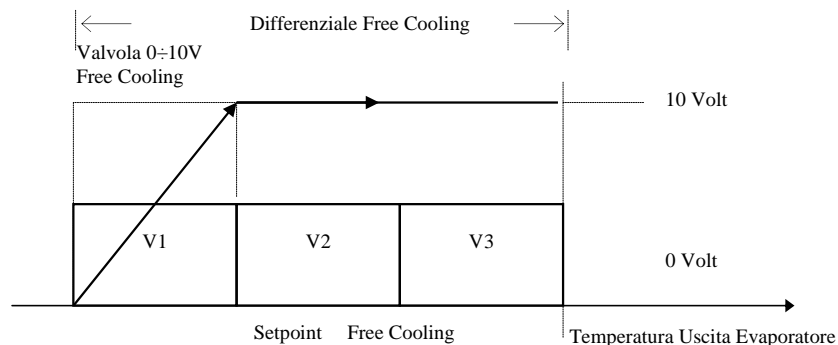 Differenziale Free Cooling
Valvola 0÷10V
Free Cooling
10 Volt
V1 V2 V3
0 Volt
Setpoint Free Cooling
Temperatura Uscita Evaporatore